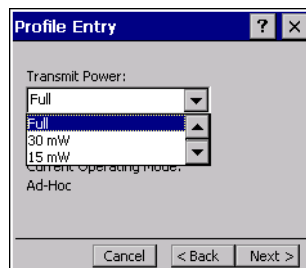 Profile Entry
?
×
Transmit Power:
Full
Full
30 mW
15 mW
Current Operating Mode:
Ad-Hoc
Cancel
< Back
Next >